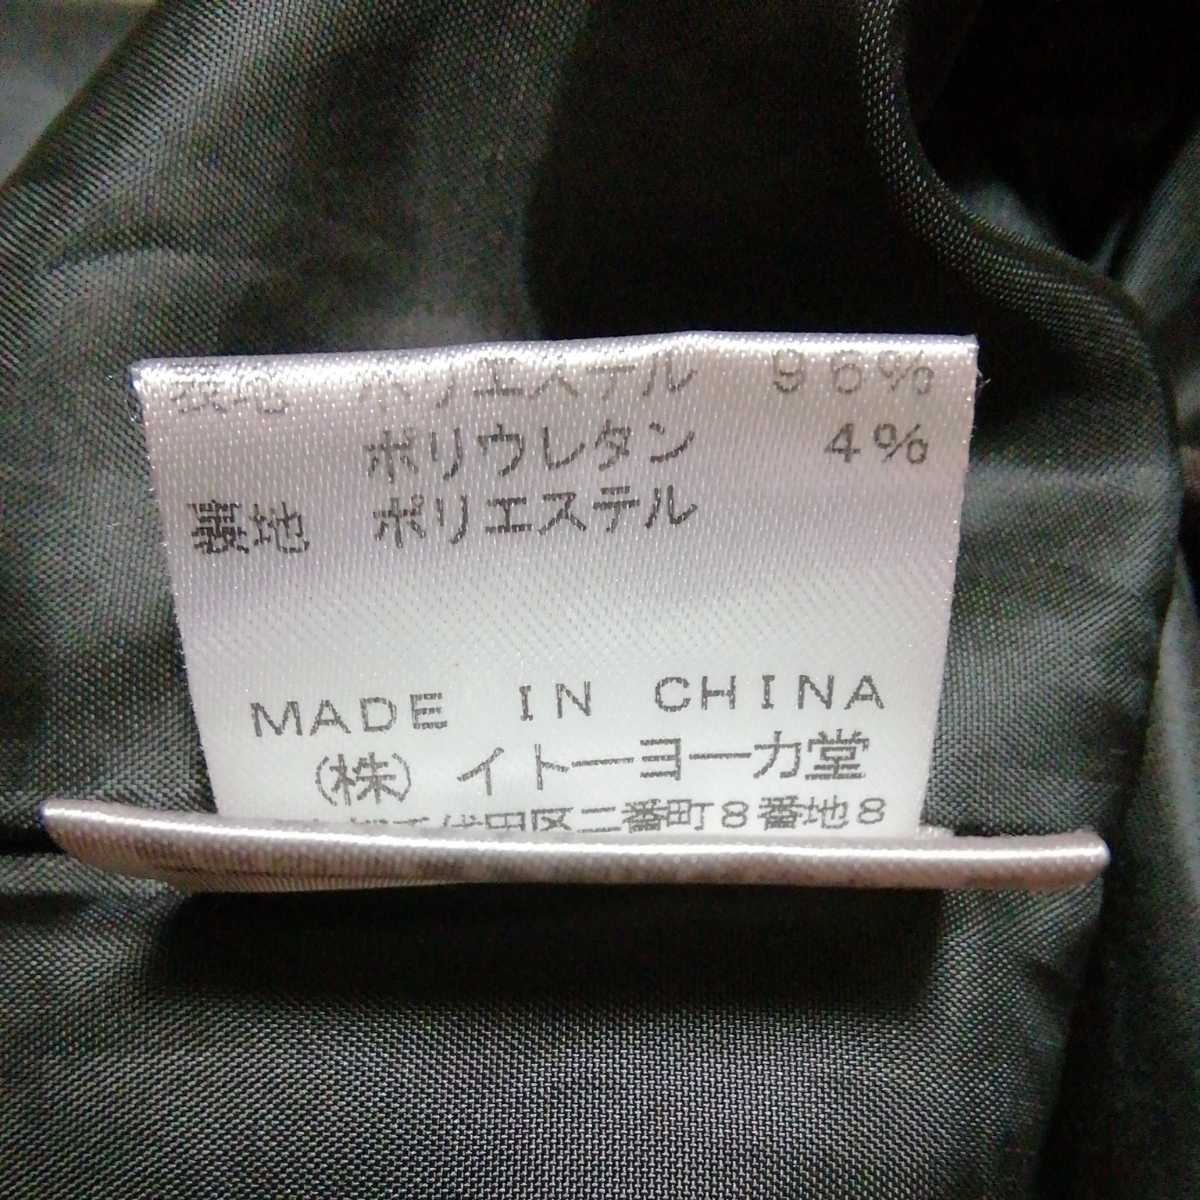 表地 ポリエステル 96%
ポリウレタン 4%
裏地 ポリエステル
MADE IN CHINA
(株) イトーヨーカ堂
千代田区二番町8番地8